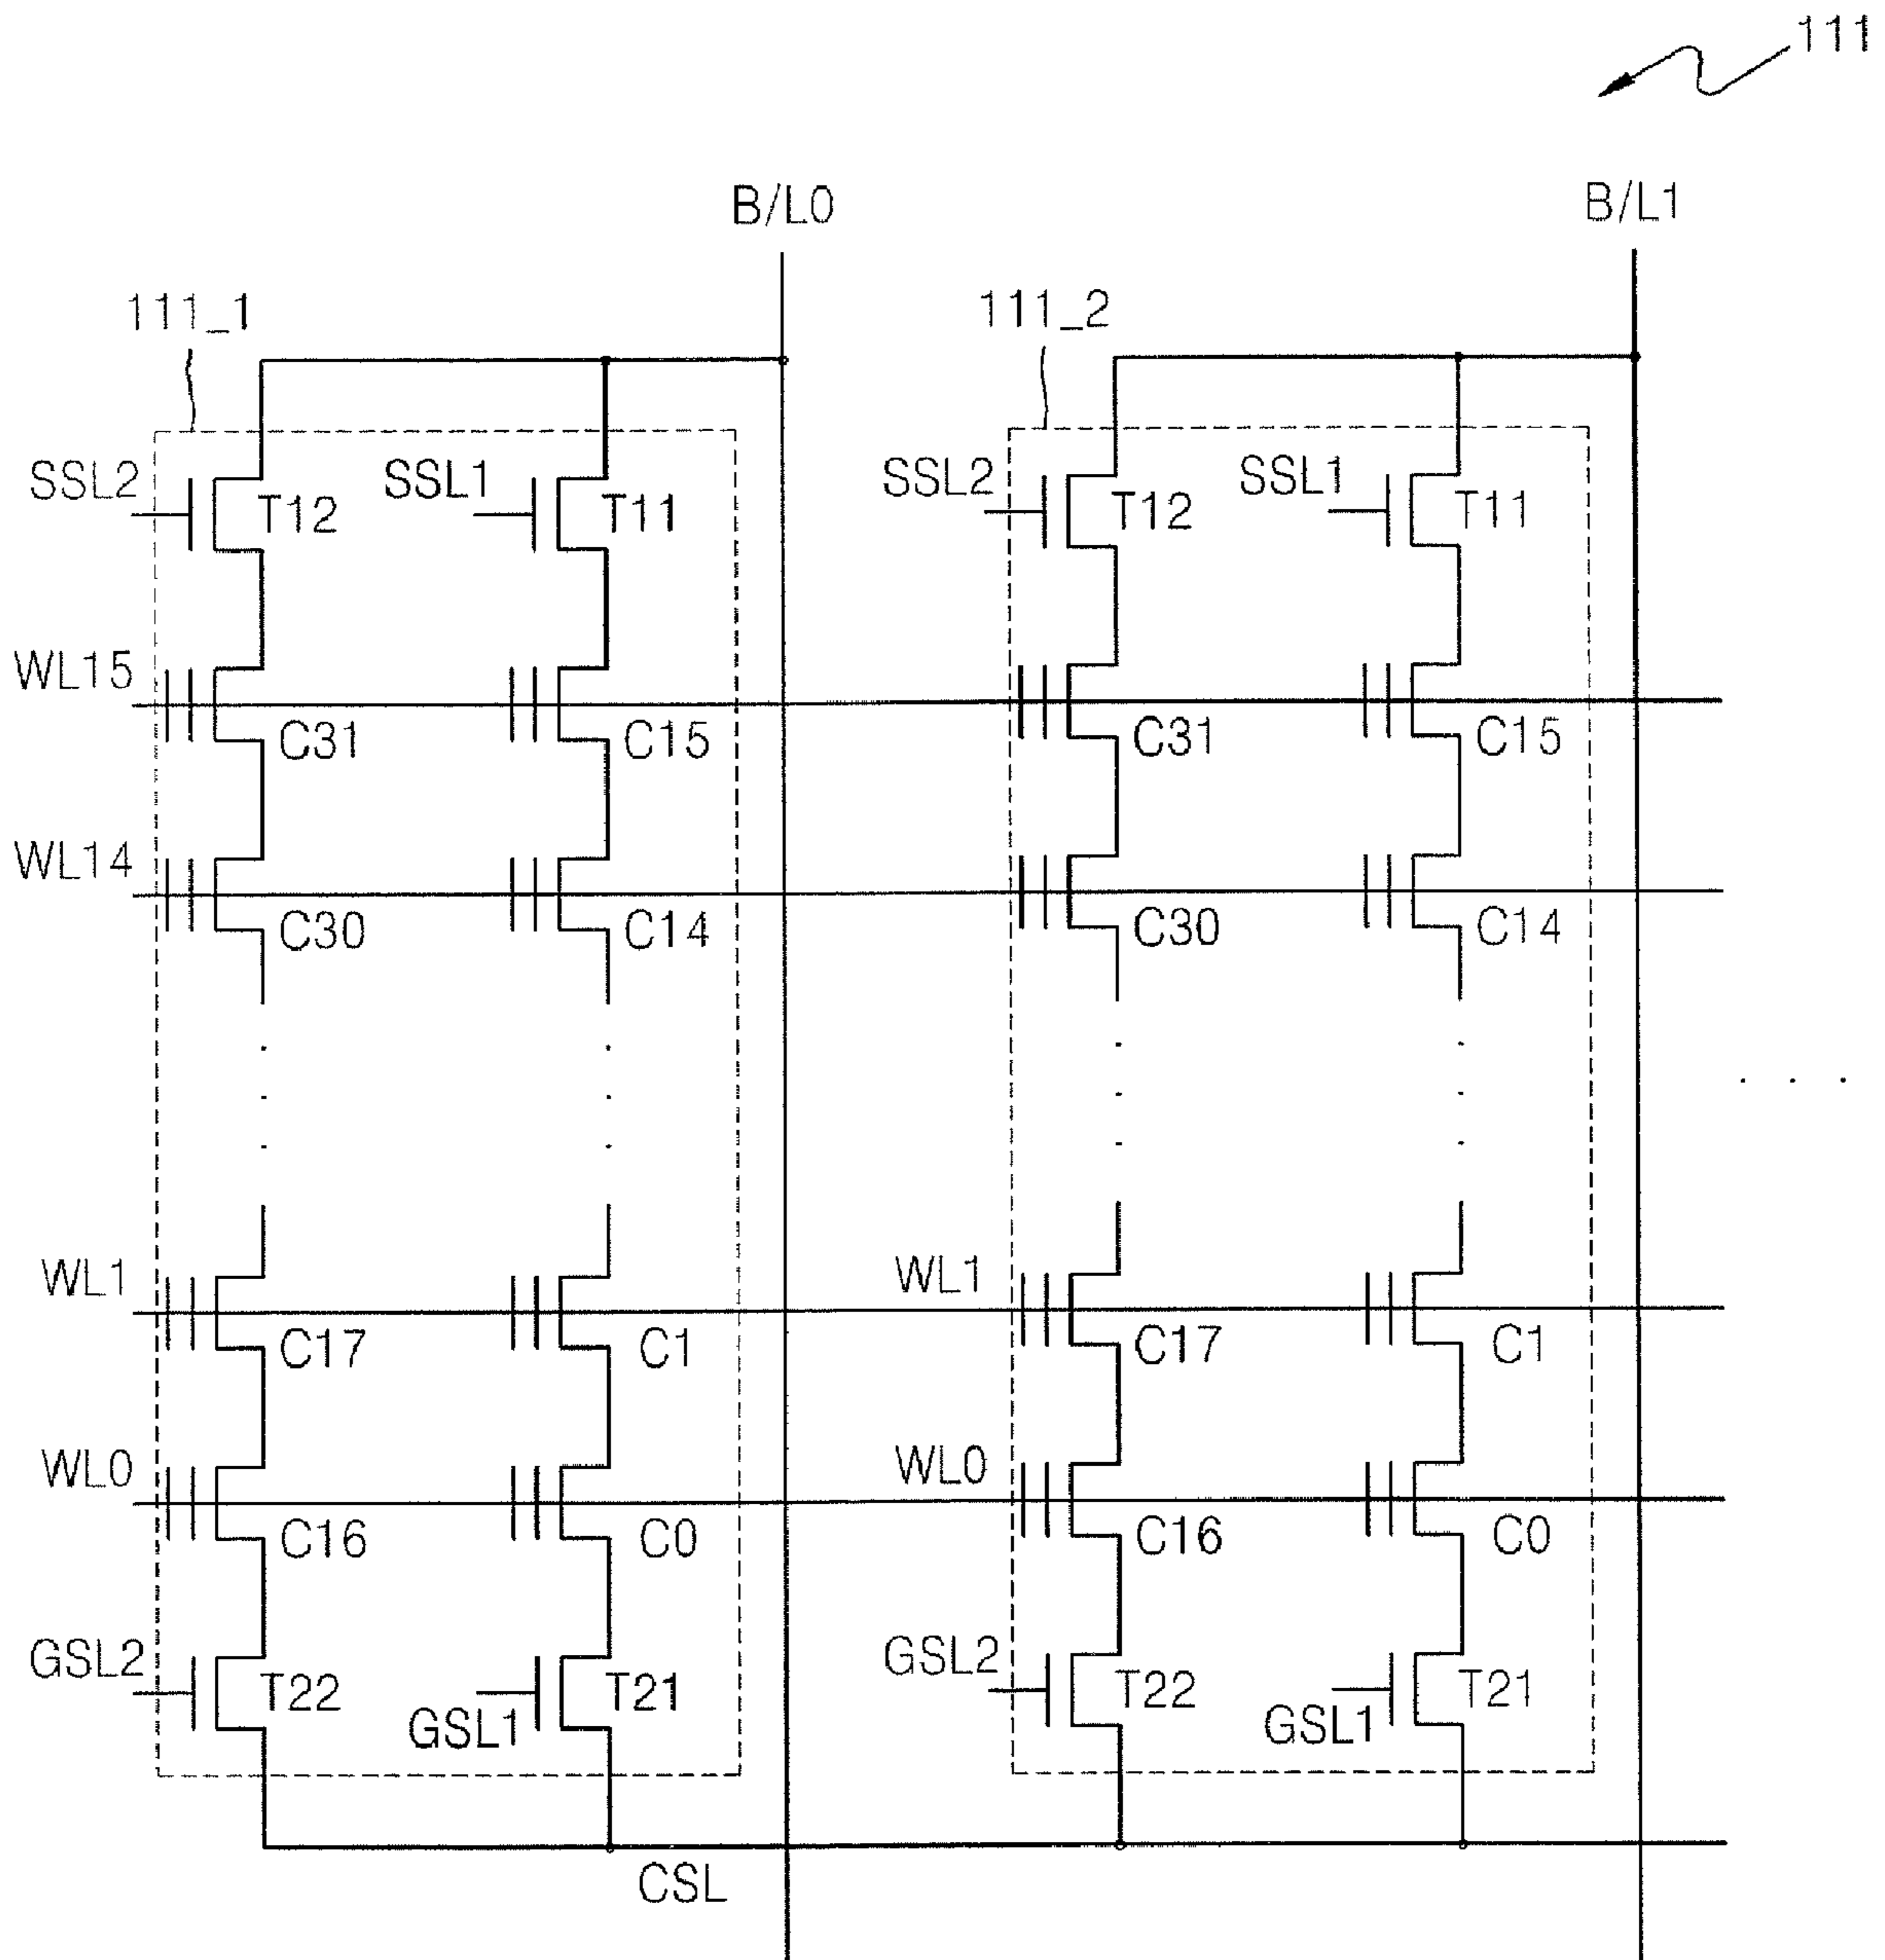 111
B/L0 B/L1
111_1 111_2
SSL2 T12 SSL1 T11 SSL2 T12 SSL1 T11
WL15
C31 C15 C31 C15
WL14
C30 C14 C30 C14
. . .
WL1 WL1
C17 C1 C17 C1
WL0 WL0
C16 C0 C16 C0
GSL2 T22 GSL1 T21 GSL2 T22 GSL1 T21
CSL